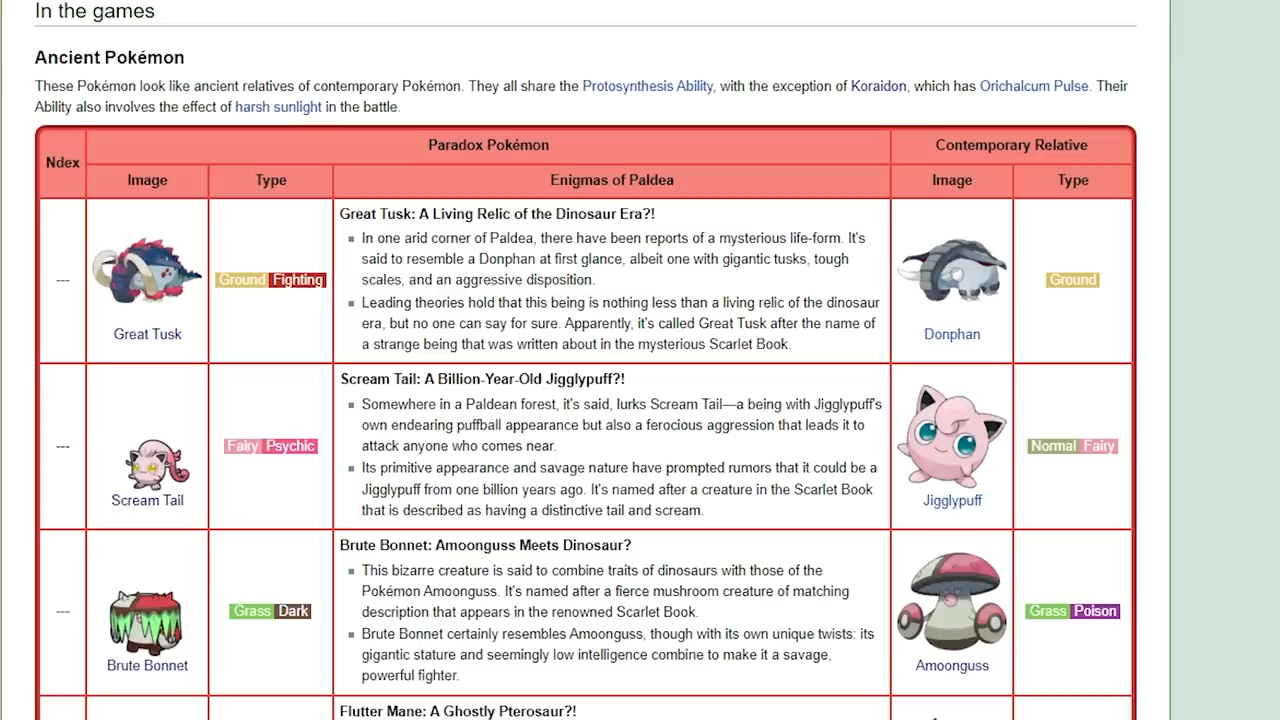 In the games
Ancient Pokémon
These Pokémon look like ancient relatives of contemporary Pokémon. They all share the Protosynthesis Ability, with the exception of Koraidon, which has Orichalcum Pulse. Their
Ability also involves the effect of harsh sunlight in the battle.
Ndex
Paradox Pokémon
Contemporary Relative
Image
Type
Enigmas of Paldea
Image
Type
---
Great Tusk
Ground Fighting
Great Tusk: A Living Relic of the Dinosaur Era?!
In one arid corner of Paldea, there have been reports of a mysterious life-form. It's
said to resemble a Donphan at first glance, albeit one with gigantic tusks, tough
scales, and an aggressive disposition.
Leading theories hold that this being is nothing less than a living relic of the dinosaur
era, but no one can say for sure. Apparently, it's called Great Tusk after the name of
a strange being that was written about in the mysterious Scarlet Book.
Donphan
Ground
---
Scream Tail
Fairy Psychic
Scream Tail: A Billion-Year-Old Jigglypuff?!
Somewhere in a Paldean forest, it's said, lurks Scream Tail—a being with Jigglypuff's
own endearing puffball appearance but also a ferocious aggression that leads it to
attack anyone who comes near.
Its primitive appearance and savage nature have prompted rumors that it could be a
Jigglypuff from one billion years ago. It's named after a creature in the Scarlet Book
that is described as having a distinctive tail and scream.
Jigglypuff
Normal Fairy
---
Brute Bonnet
Grass Dark
Brute Bonnet: Amoonguss Meets Dinosaur?
This bizarre creature is said to combine traits of dinosaurs with those of the
Pokémon Amoonguss. It's named after a fierce mushroom creature of matching
description that appears in the renowned Scarlet Book.
Brute Bonnet certainly resembles Amoonguss, though with its own unique twists: its
gigantic stature and seemingly low intelligence combine to make it a savage,
powerful fighter.
Amoonguss
Grass Poison
Flutter Mane: A Ghostly Pterosaur?!